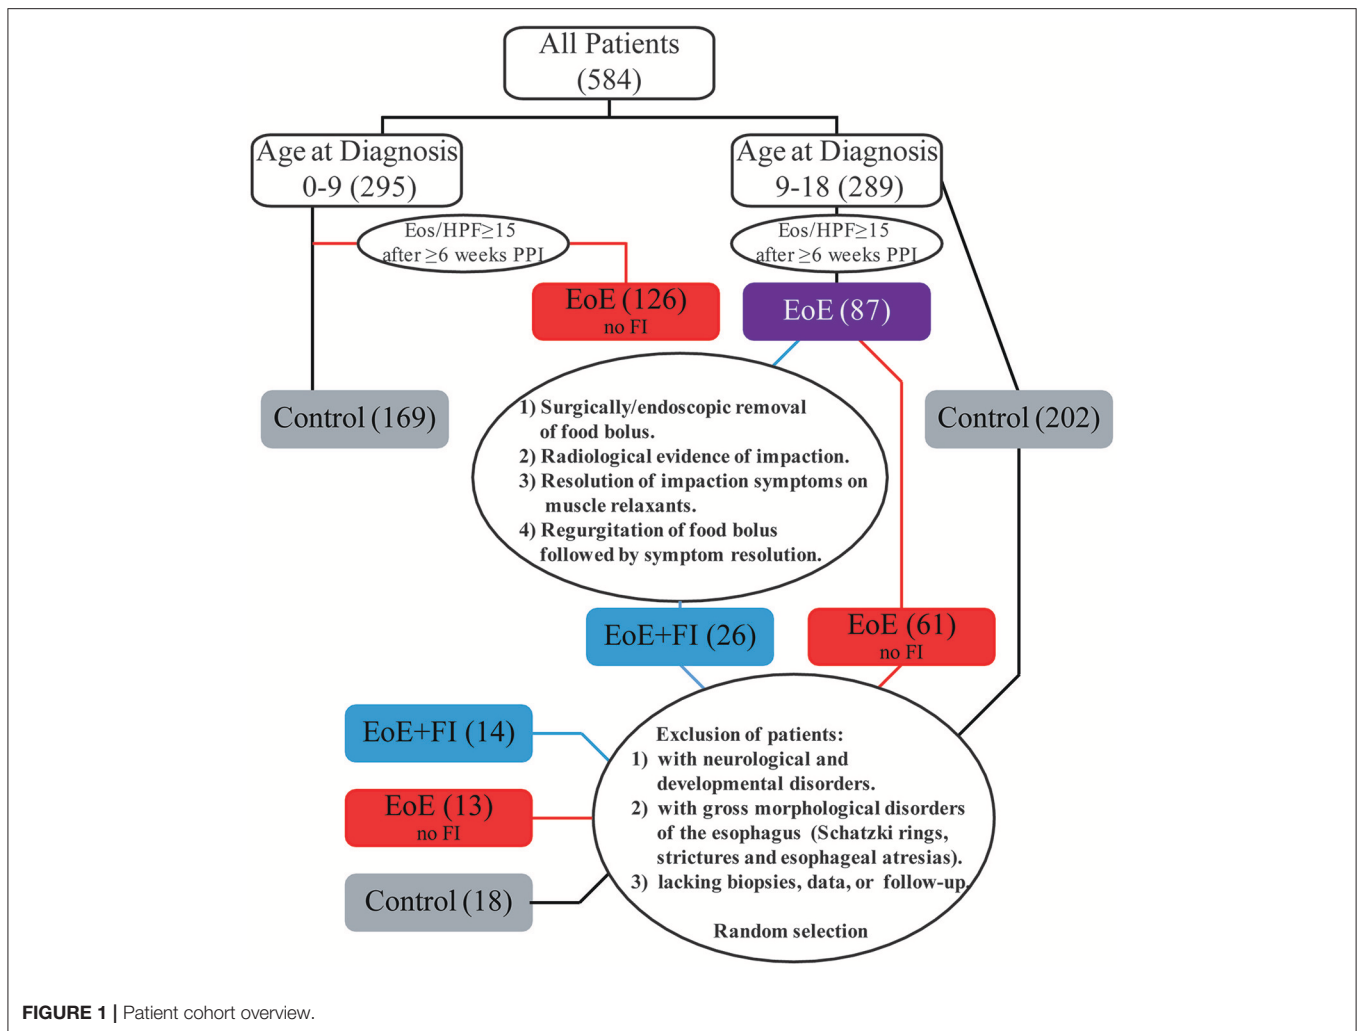 All Patients
(584)
Age at Diagnosis
0-9 (295)
Age at Diagnosis
9-18 (289)
Eos/HPF≥15
after ≥6 weeks PPI
Eos/HPF≥15
after ≥6 weeks PPI
EoE (126)
no FI
EoE (87)
Control (169)
1) Surgically/endoscopic removal
of food bolus.
2) Radiological evidence of impaction.
3) Resolution of impaction symptoms on
muscle relaxants.
4) Regurgitation of food bolus
followed by symptom resolution.
Control (202)
EoE+FI (26)
EoE (61)
no FI
EoE+FI (14)
EoE (13)
no FI
Control (18)
Exclusion of patients:
1) with neurological and
developmental disorders.
2) with gross morphological disorders
of the esophagus (Schatzki rings,
strictures and esophageal atresias).
3) lacking biopsies, data, or follow-up.
Random selection
FIGURE 1 | Patient cohort overview.